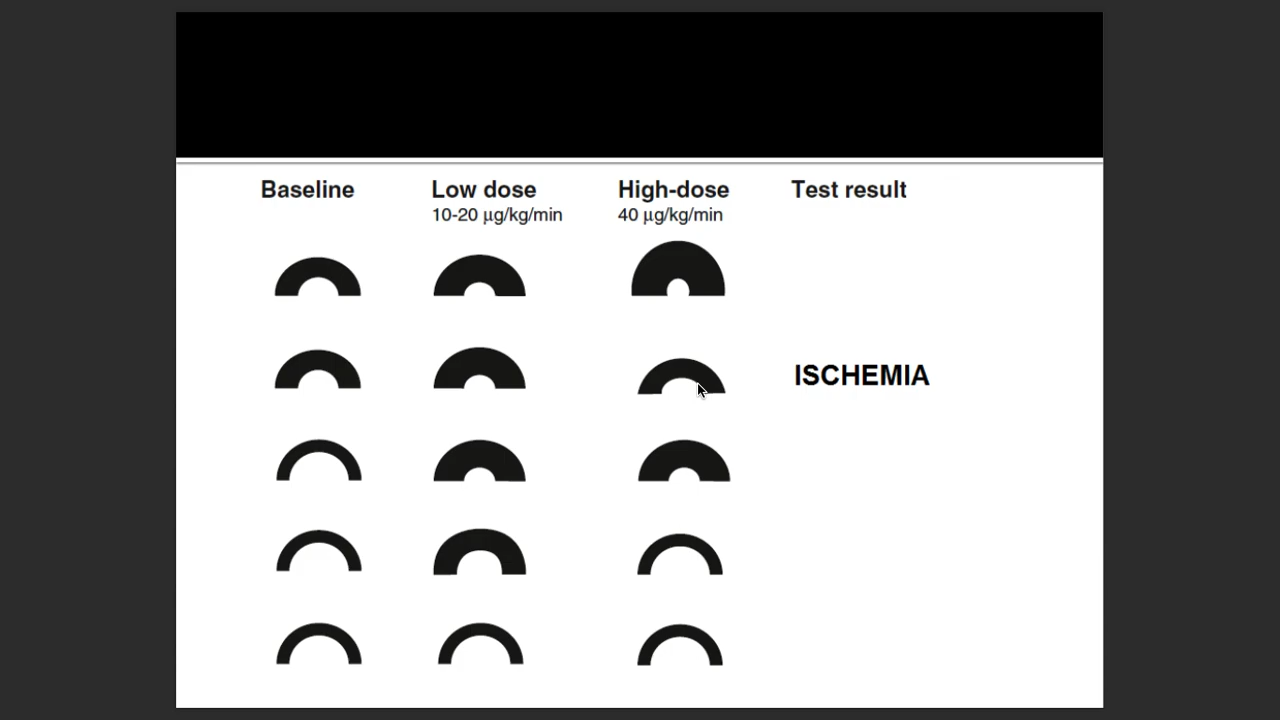 Baseline Low dose High-dose Test result
10-20 μg/kg/min 40 μg/kg/min
ISCHEMIA